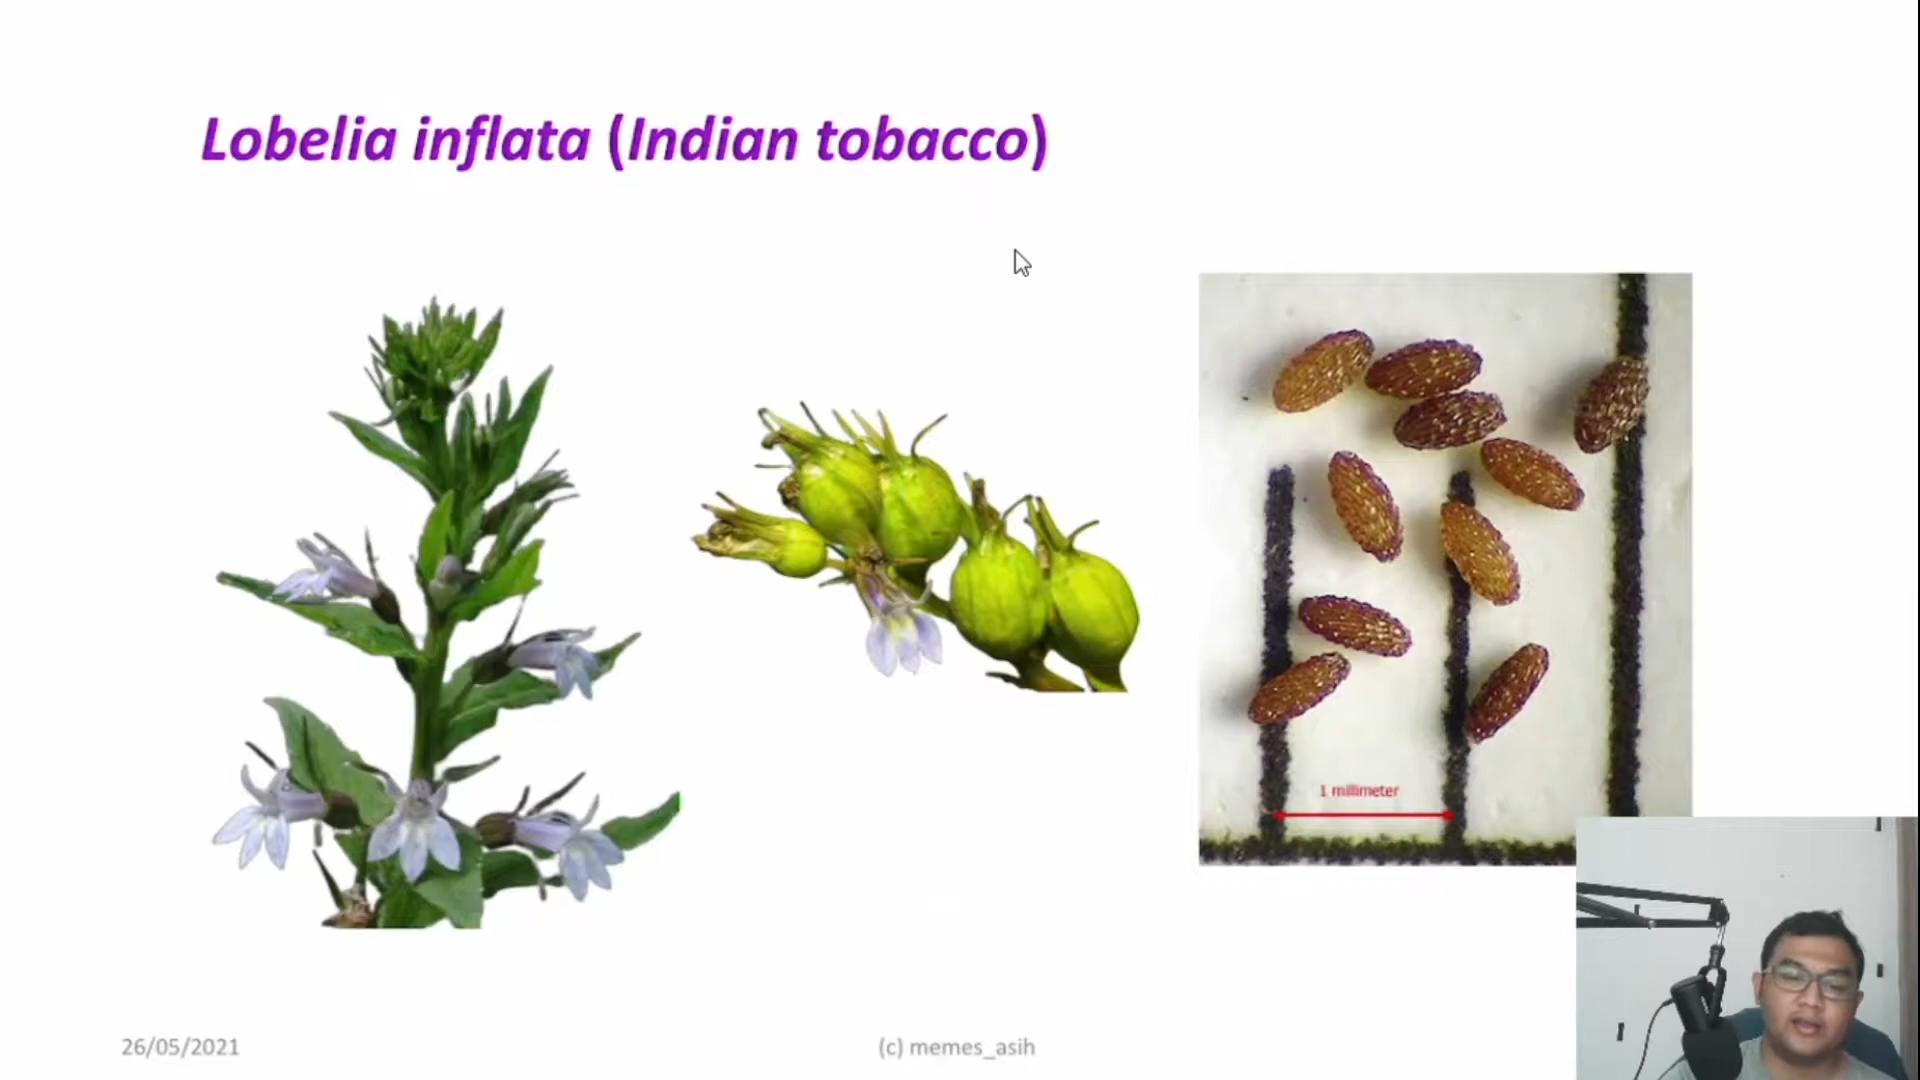 Lobelia inflata (Indian tobacco)
1 millimeter
26/05/2021
(c) memes_asih